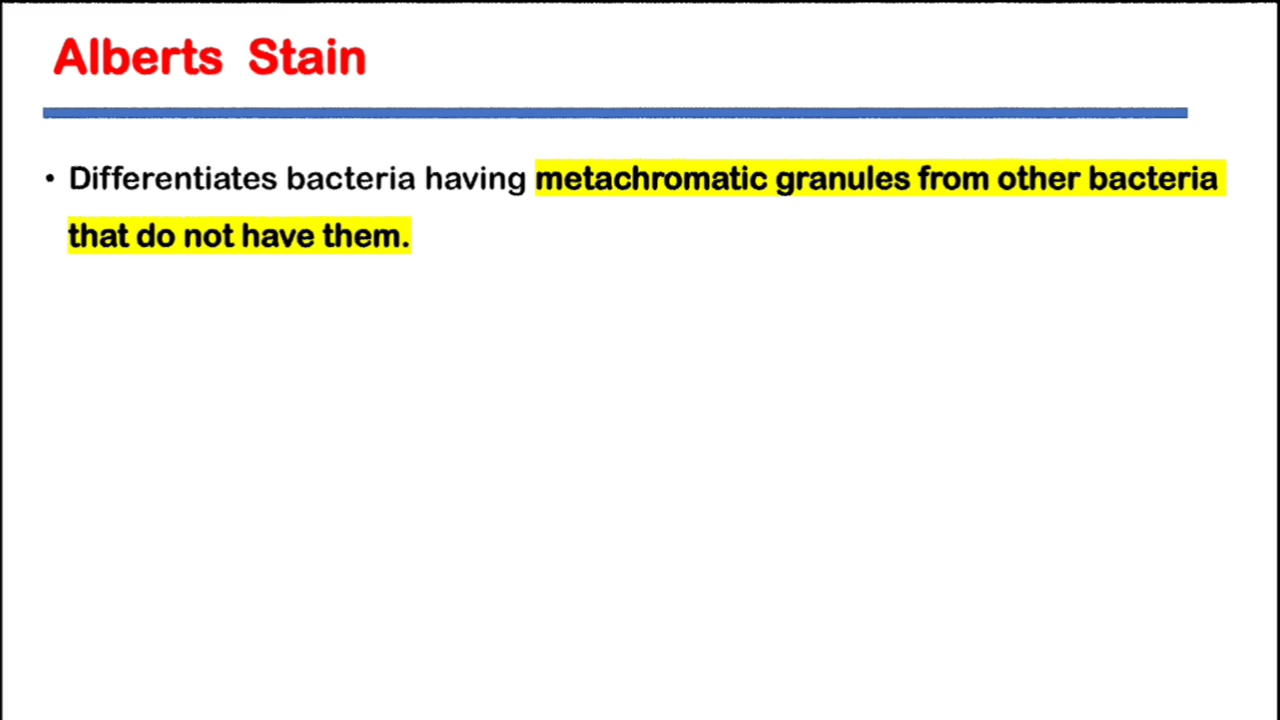 Alberts Stain
• Differentiates bacteria having metachromatic granules from other bacteria
that do not have them.